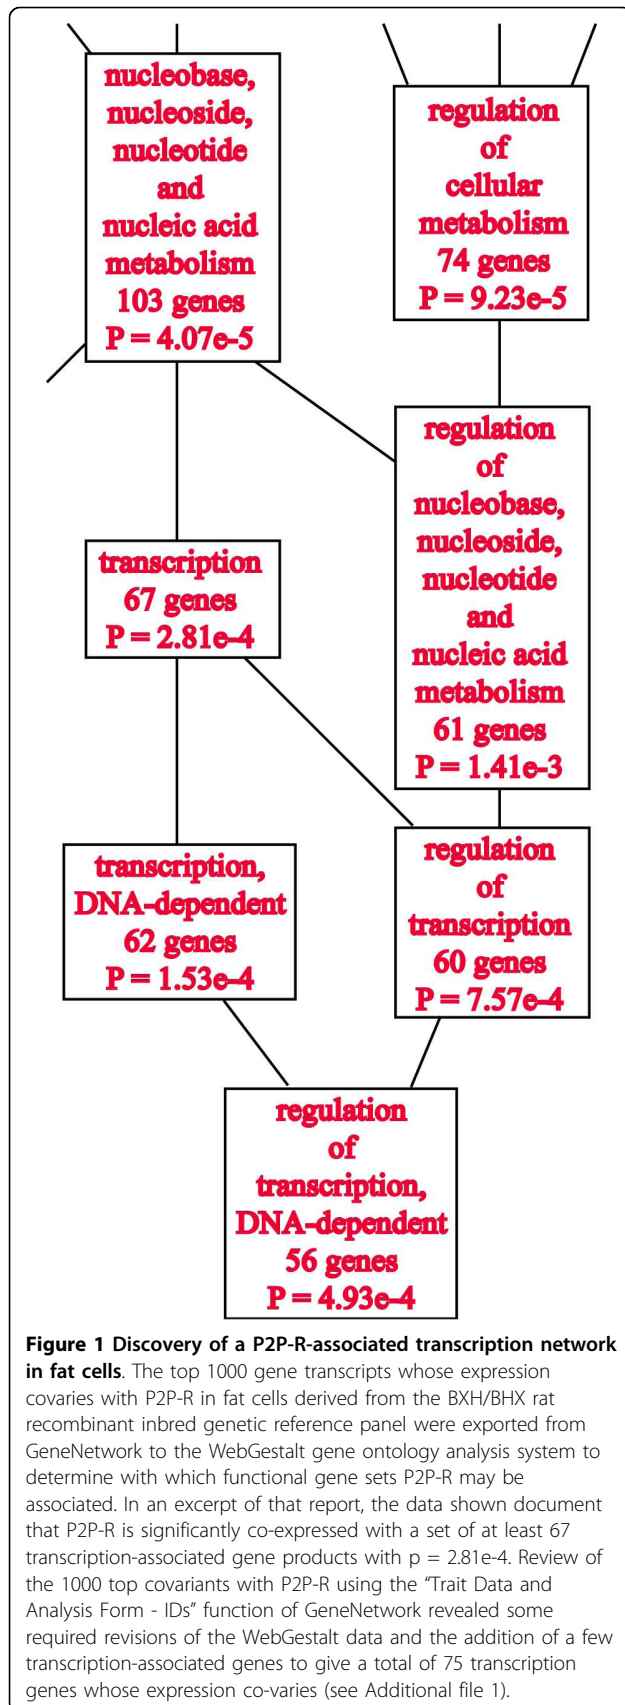 nucleobase,
nucleoside,
nucleotide
and
nucleic acid
metabolism
103 genes
P = 4.07e-5
regulation
of
cellular
metabolism
74 genes
P = 9.23e-5
regulation
of
nucleobase,
nucleoside,
nucleotide
and
nucleic acid
metabolism
61 genes
P = 1.41e-3
transcription
67 genes
P = 2.81e-4
transcription,
DNA-dependent
62 genes
P = 1.53e-4
regulation
of
transcription
60 genes
P = 7.57e-4
regulation
of
transcription,
DNA-dependent
56 genes
P = 4.93e-4
Figure 1 Discovery of a P2P-R-associated transcription network
in fat cells. The top 1000 gene transcripts whose expression
covaries with P2P-R in fat cells derived from the BXH/BHX rat
recombinant inbred genetic reference panel were exported from
GeneNetwork to the WebGestalt gene ontology analysis system to
determine with which functional gene sets P2P-R may be
associated. In an excerpt of that report, the data shown document
that P2P-R is significantly co-expressed with a set of at least 67
transcription-associated gene products with p = 2.81e-4. Review of
the 1000 top covariants with P2P-R using the "Trait Data and
Analysis Form - IDs" function of GeneNetwork revealed some
required revisions of the WebGestalt data and the addition of a few
transcription-associated genes to give a total of 75 transcription
genes whose expression co-varies (see Additional file 1).